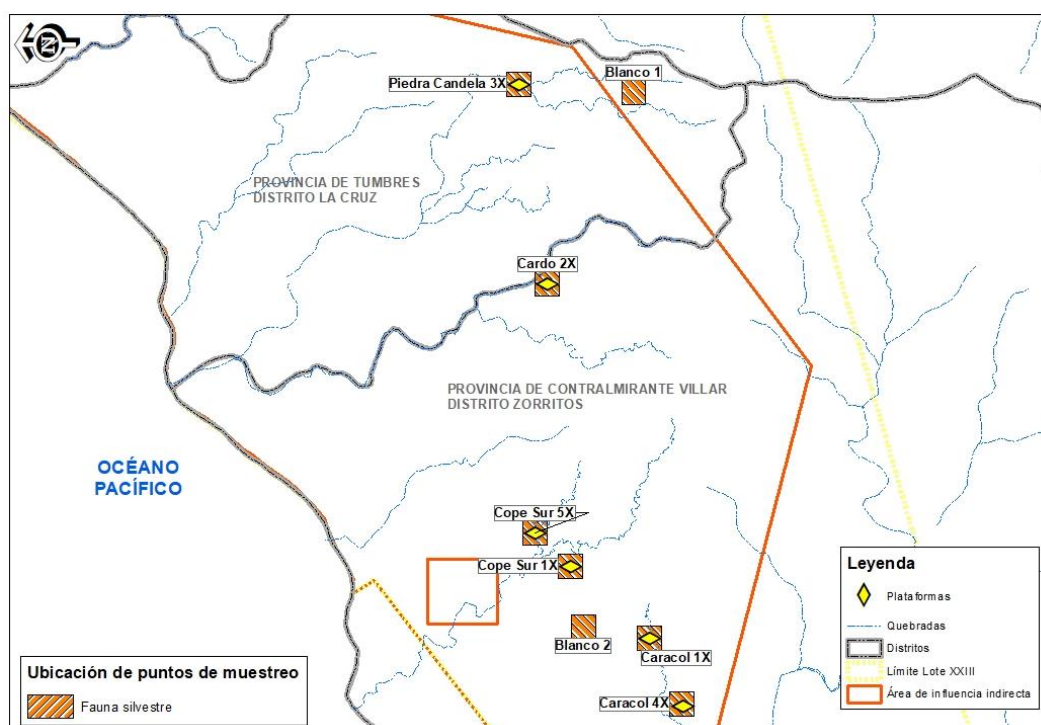 N
Piedra Candela 3X
Blanco 1
PROVINCIA DE TUMBRES
DISTRITO LA CRUZ
Cardo 2X
PROVINCIA DE CONTRALMIRANTE VILLAR
DISTRITO ZORRITOS
OCÉANO
PACÍFICO
Cope Sur 5X
Cope Sur 1X
Blanco 2
Caracol 1X
Caracol 4X
Ubicación de puntos de muestreo
Fauna silvestre
Leyenda
Plataformas
Quebradas
Distritos
Límite Lote XXIII
Área de influencia indirecta